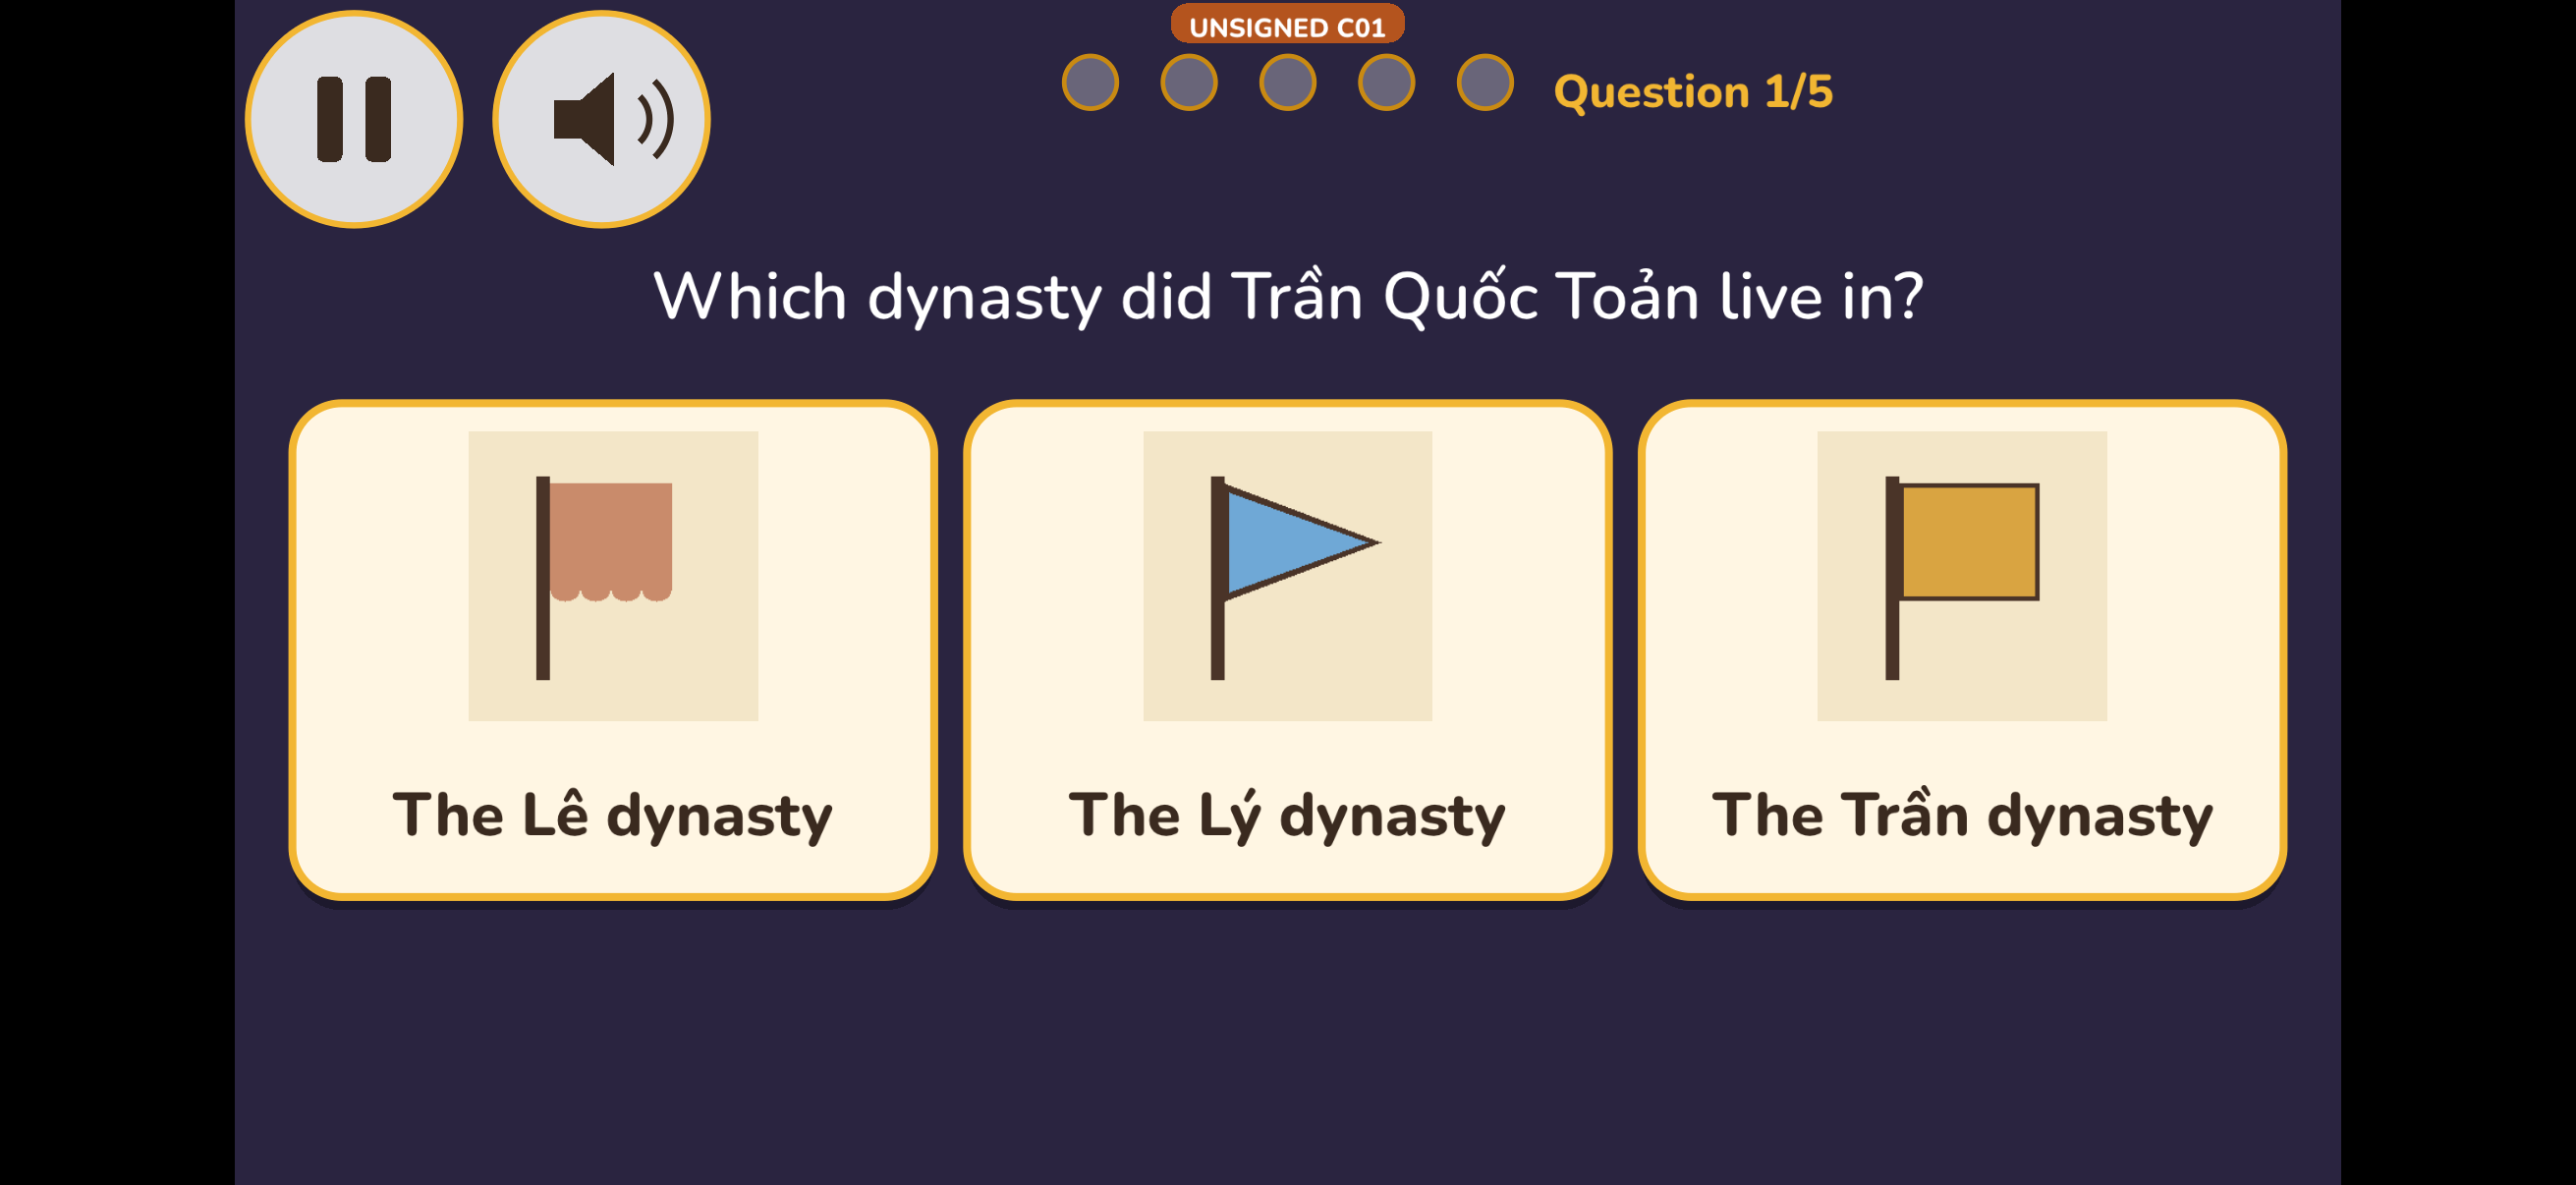 UNSIGNED C01
Question 1/5
Which dynasty did Trần Quốc Toản live in?
The Lê dynasty
The Lý dynasty
The Trần dynasty